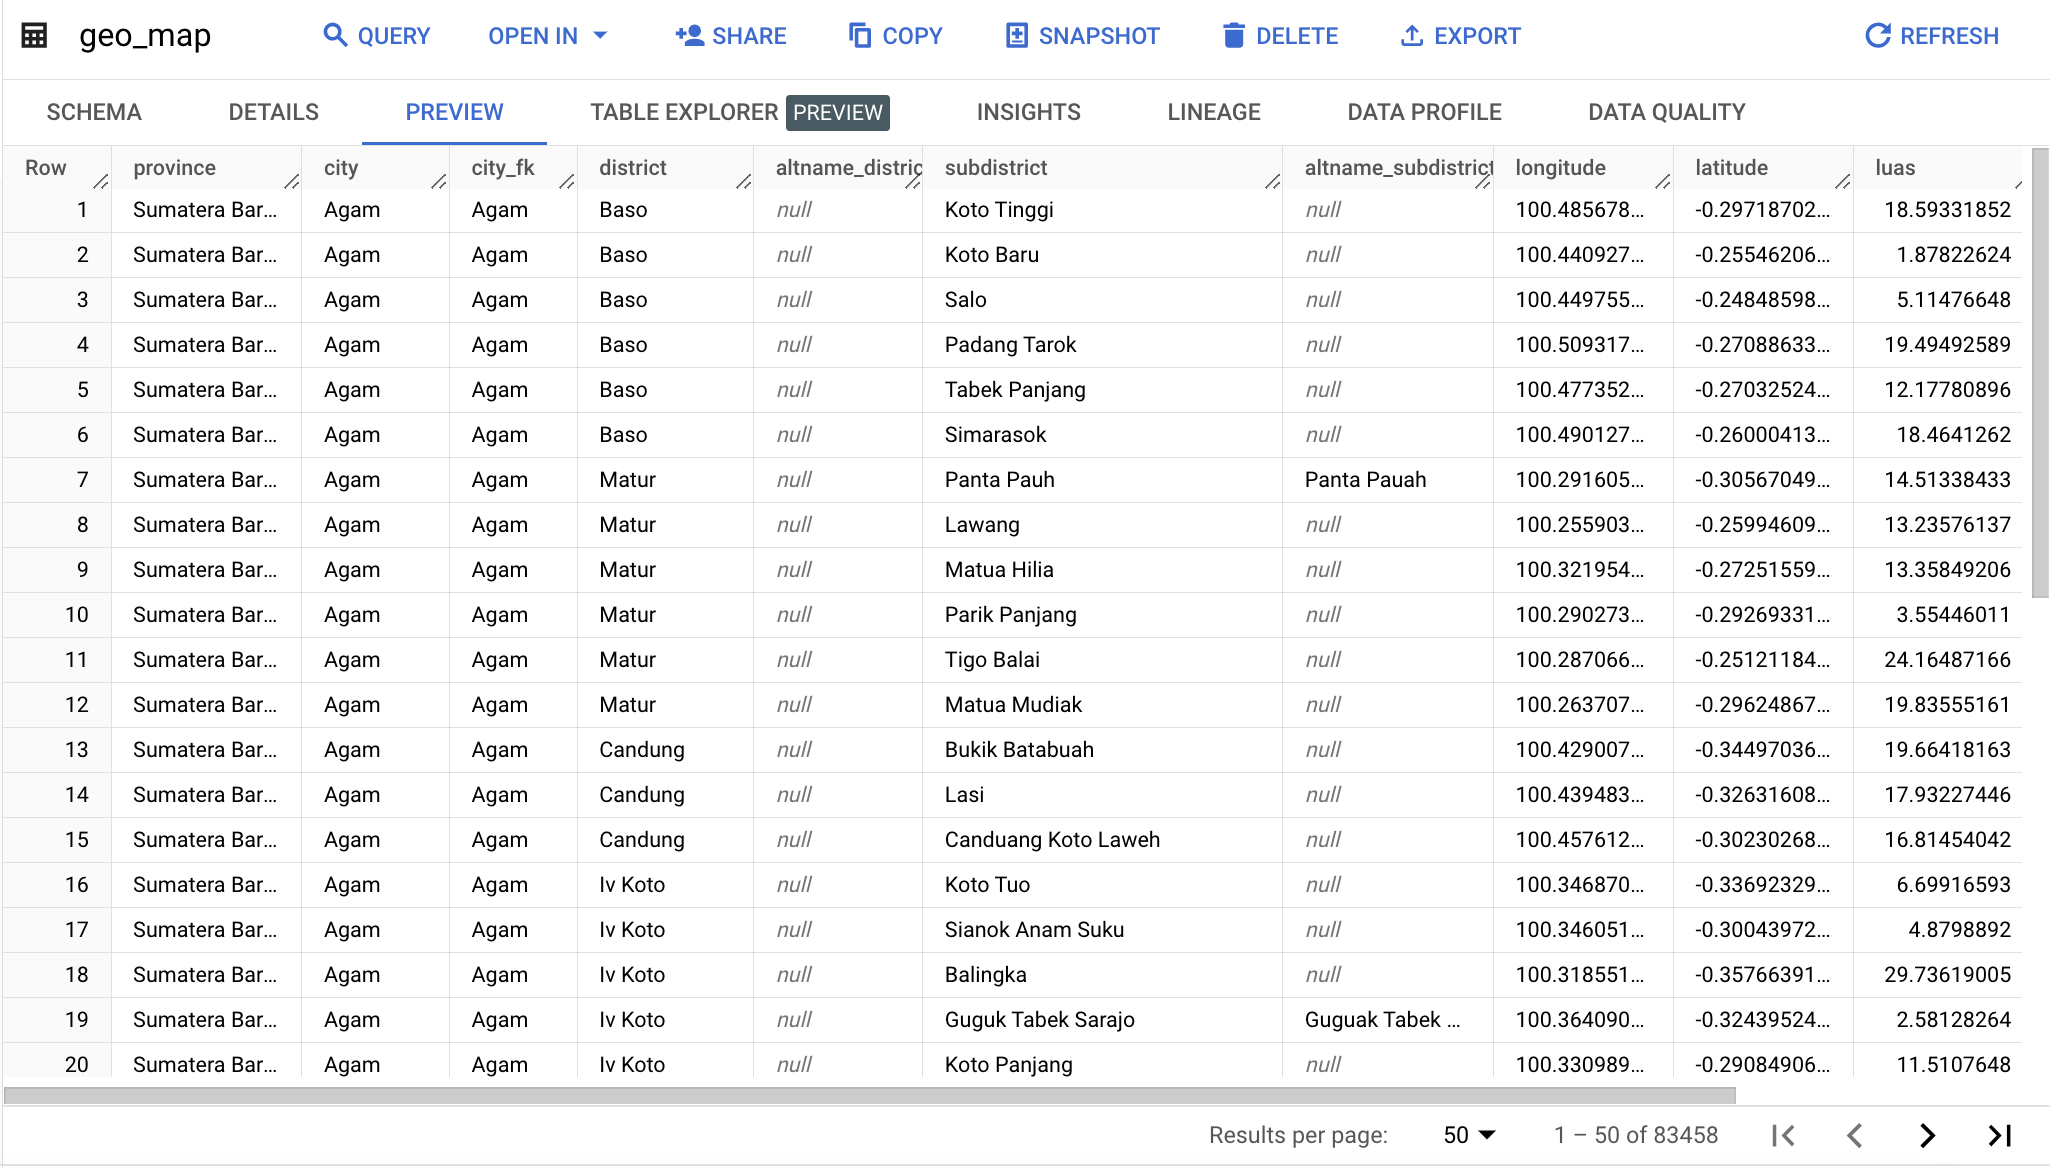 geo_map QUERY OPEN IN SHARE COPY SNAPSHOT DELETE EXPORT REFRESH
SCHEMA DETAILS PREVIEW TABLE EXPLORER PREVIEW INSIGHTS LINEAGE DATA PROFILE DATA QUALITY
Row province city city_fk district altname_distric subdistrict altname_subdistrict longitude latitude luas
1 Sumatera Bar... Agam Agam Baso null Koto Tinggi null 100.485678... -0.29718702... 18.59331852
2 Sumatera Bar... Agam Agam Baso null Koto Baru null 100.440927... -0.25546206... 1.87822624
3 Sumatera Bar... Agam Agam Baso null Salo null 100.449755... -0.24848598... 5.11476648
4 Sumatera Bar... Agam Agam Baso null Padang Tarok null 100.509317... -0.27088633... 19.49492589
5 Sumatera Bar... Agam Agam Baso null Tabek Panjang null 100.477352... -0.27032524... 12.17780896
6 Sumatera Bar... Agam Agam Baso null Simarasok null 100.490127... -0.26000413... 18.4641262
7 Sumatera Bar... Agam Agam Matur null Panta Pauh Panta Pauah 100.291605... -0.30567049... 14.51338433
8 Sumatera Bar... Agam Agam Matur null Lawang null 100.255903... -0.25994609... 13.23576137
9 Sumatera Bar... Agam Agam Matur null Matua Hilia null 100.321954... -0.27251559... 13.35849206
10 Sumatera Bar... Agam Agam Matur null Parik Panjang null 100.290273... -0.29269331... 3.55446011
11 Sumatera Bar... Agam Agam Matur null Tigo Balai null 100.287066... -0.25121184... 24.16487166
12 Sumatera Bar... Agam Agam Matur null Matua Mudiak null 100.263707... -0.29624867... 19.83555161
13 Sumatera Bar... Agam Agam Candung null Bukik Batabuah null 100.429007... -0.34497036... 19.66418163
14 Sumatera Bar... Agam Agam Candung null Lasi null 100.439483... -0.32631608... 17.93227446
15 Sumatera Bar... Agam Agam Candung null Canduang Koto Laweh null 100.457612... -0.30230268... 16.81454042
16 Sumatera Bar... Agam Agam Iv Koto null Koto Tuo null 100.346870... -0.33692329... 6.69916593
17 Sumatera Bar... Agam Agam Iv Koto null Sianok Anam Suku null 100.346051... -0.30043972... 4.8798892
18 Sumatera Bar... Agam Agam Iv Koto null Balingka null 100.318551... -0.35766391... 29.73619005
19 Sumatera Bar... Agam Agam Iv Koto null Guguk Tabek Sarajo Guguak Tabek ... 100.364090... -0.32439524... 2.58128264
20 Sumatera Bar... Agam Agam Iv Koto null Koto Panjang null 100.330989... -0.29084906... 11.5107648
Results per page: 50 1 – 50 of 83458